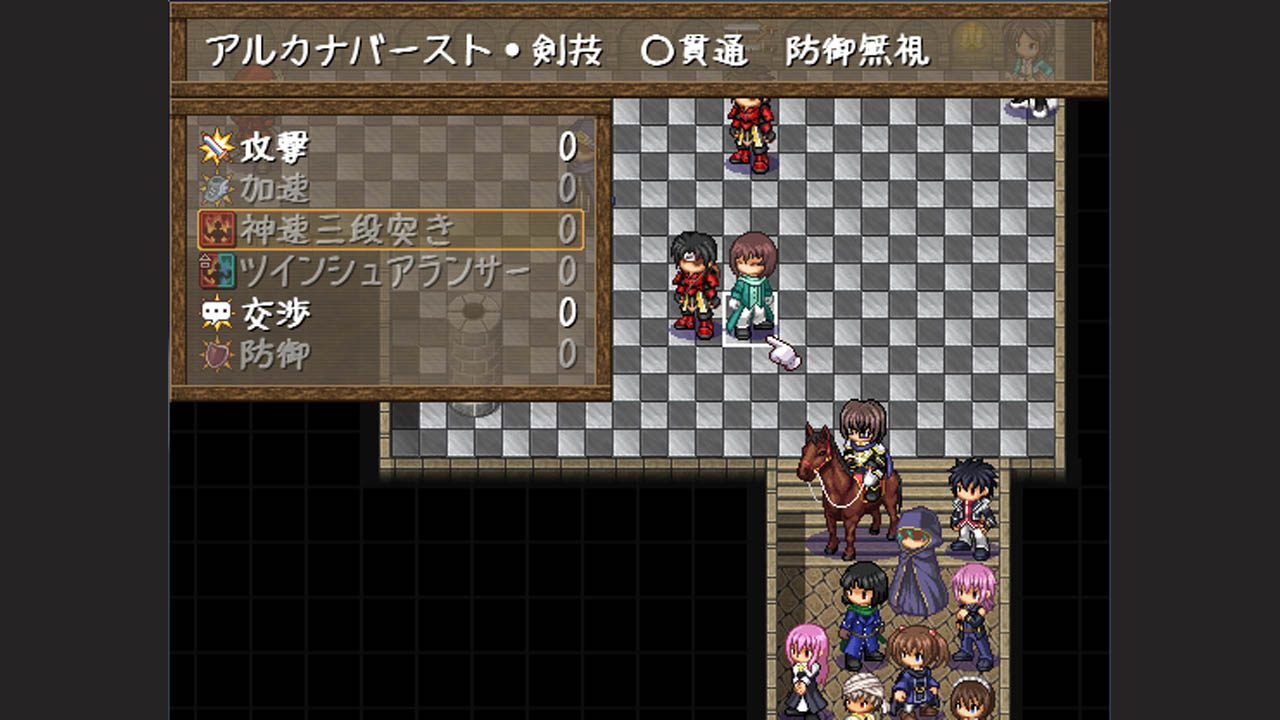 アルカナバースト・剣技　〇貫通　防御無視
攻撃 0
加速 0
神速三段突き 0
合 ツインシュアランサー 0
交渉 0
防御 0